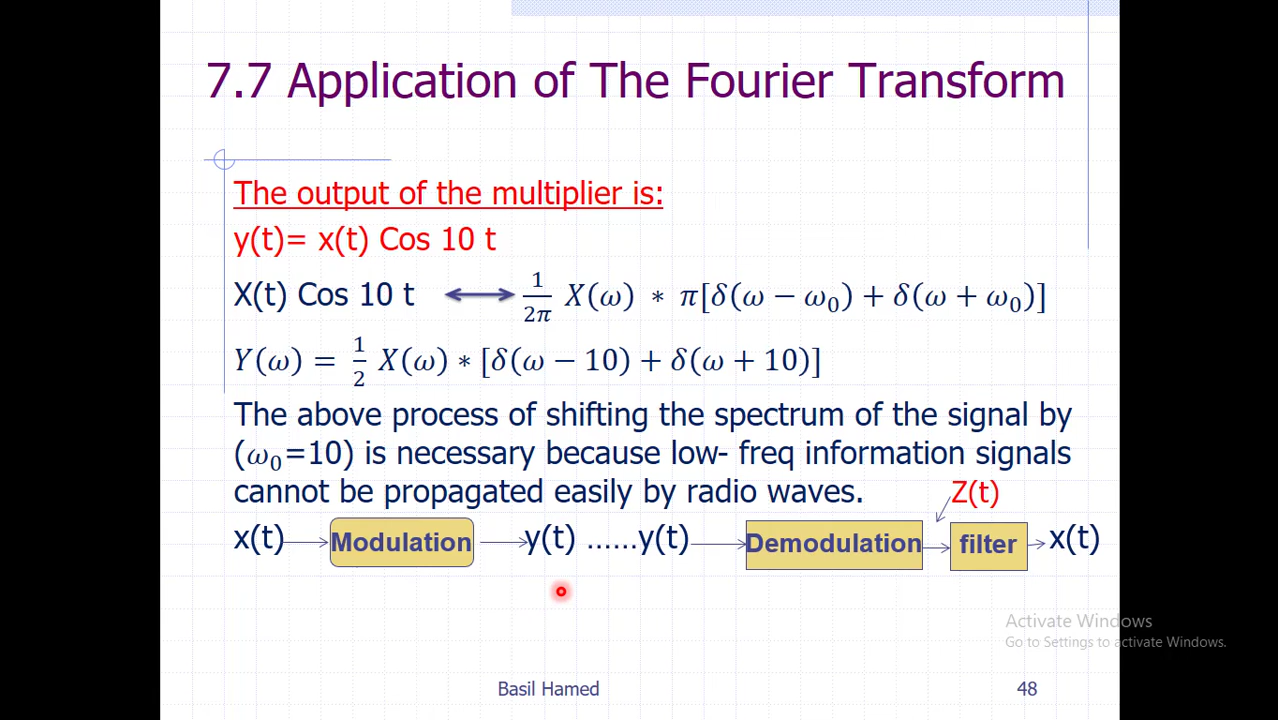 7.7 Application of The Fourier Transform
The output of the multiplier is:
y(t)= x(t) Cos 10 t
X(t) Cos 10 t ⟷ 1/2π X(ω) ∗ π[δ(ω − ω₀) + δ(ω + ω₀)]
Y(ω) = 1/2 X(ω) ∗ [δ(ω − 10) + δ(ω + 10)]
The above process of shifting the spectrum of the signal by
(ω₀=10) is necessary because low- freq information signals
cannot be propagated easily by radio waves.
Z(t)
x(t) Modulation y(t) ......y(t) Demodulation filter x(t)
Activate Windows
Go to Settings to activate Windows.
Basil Hamed 48